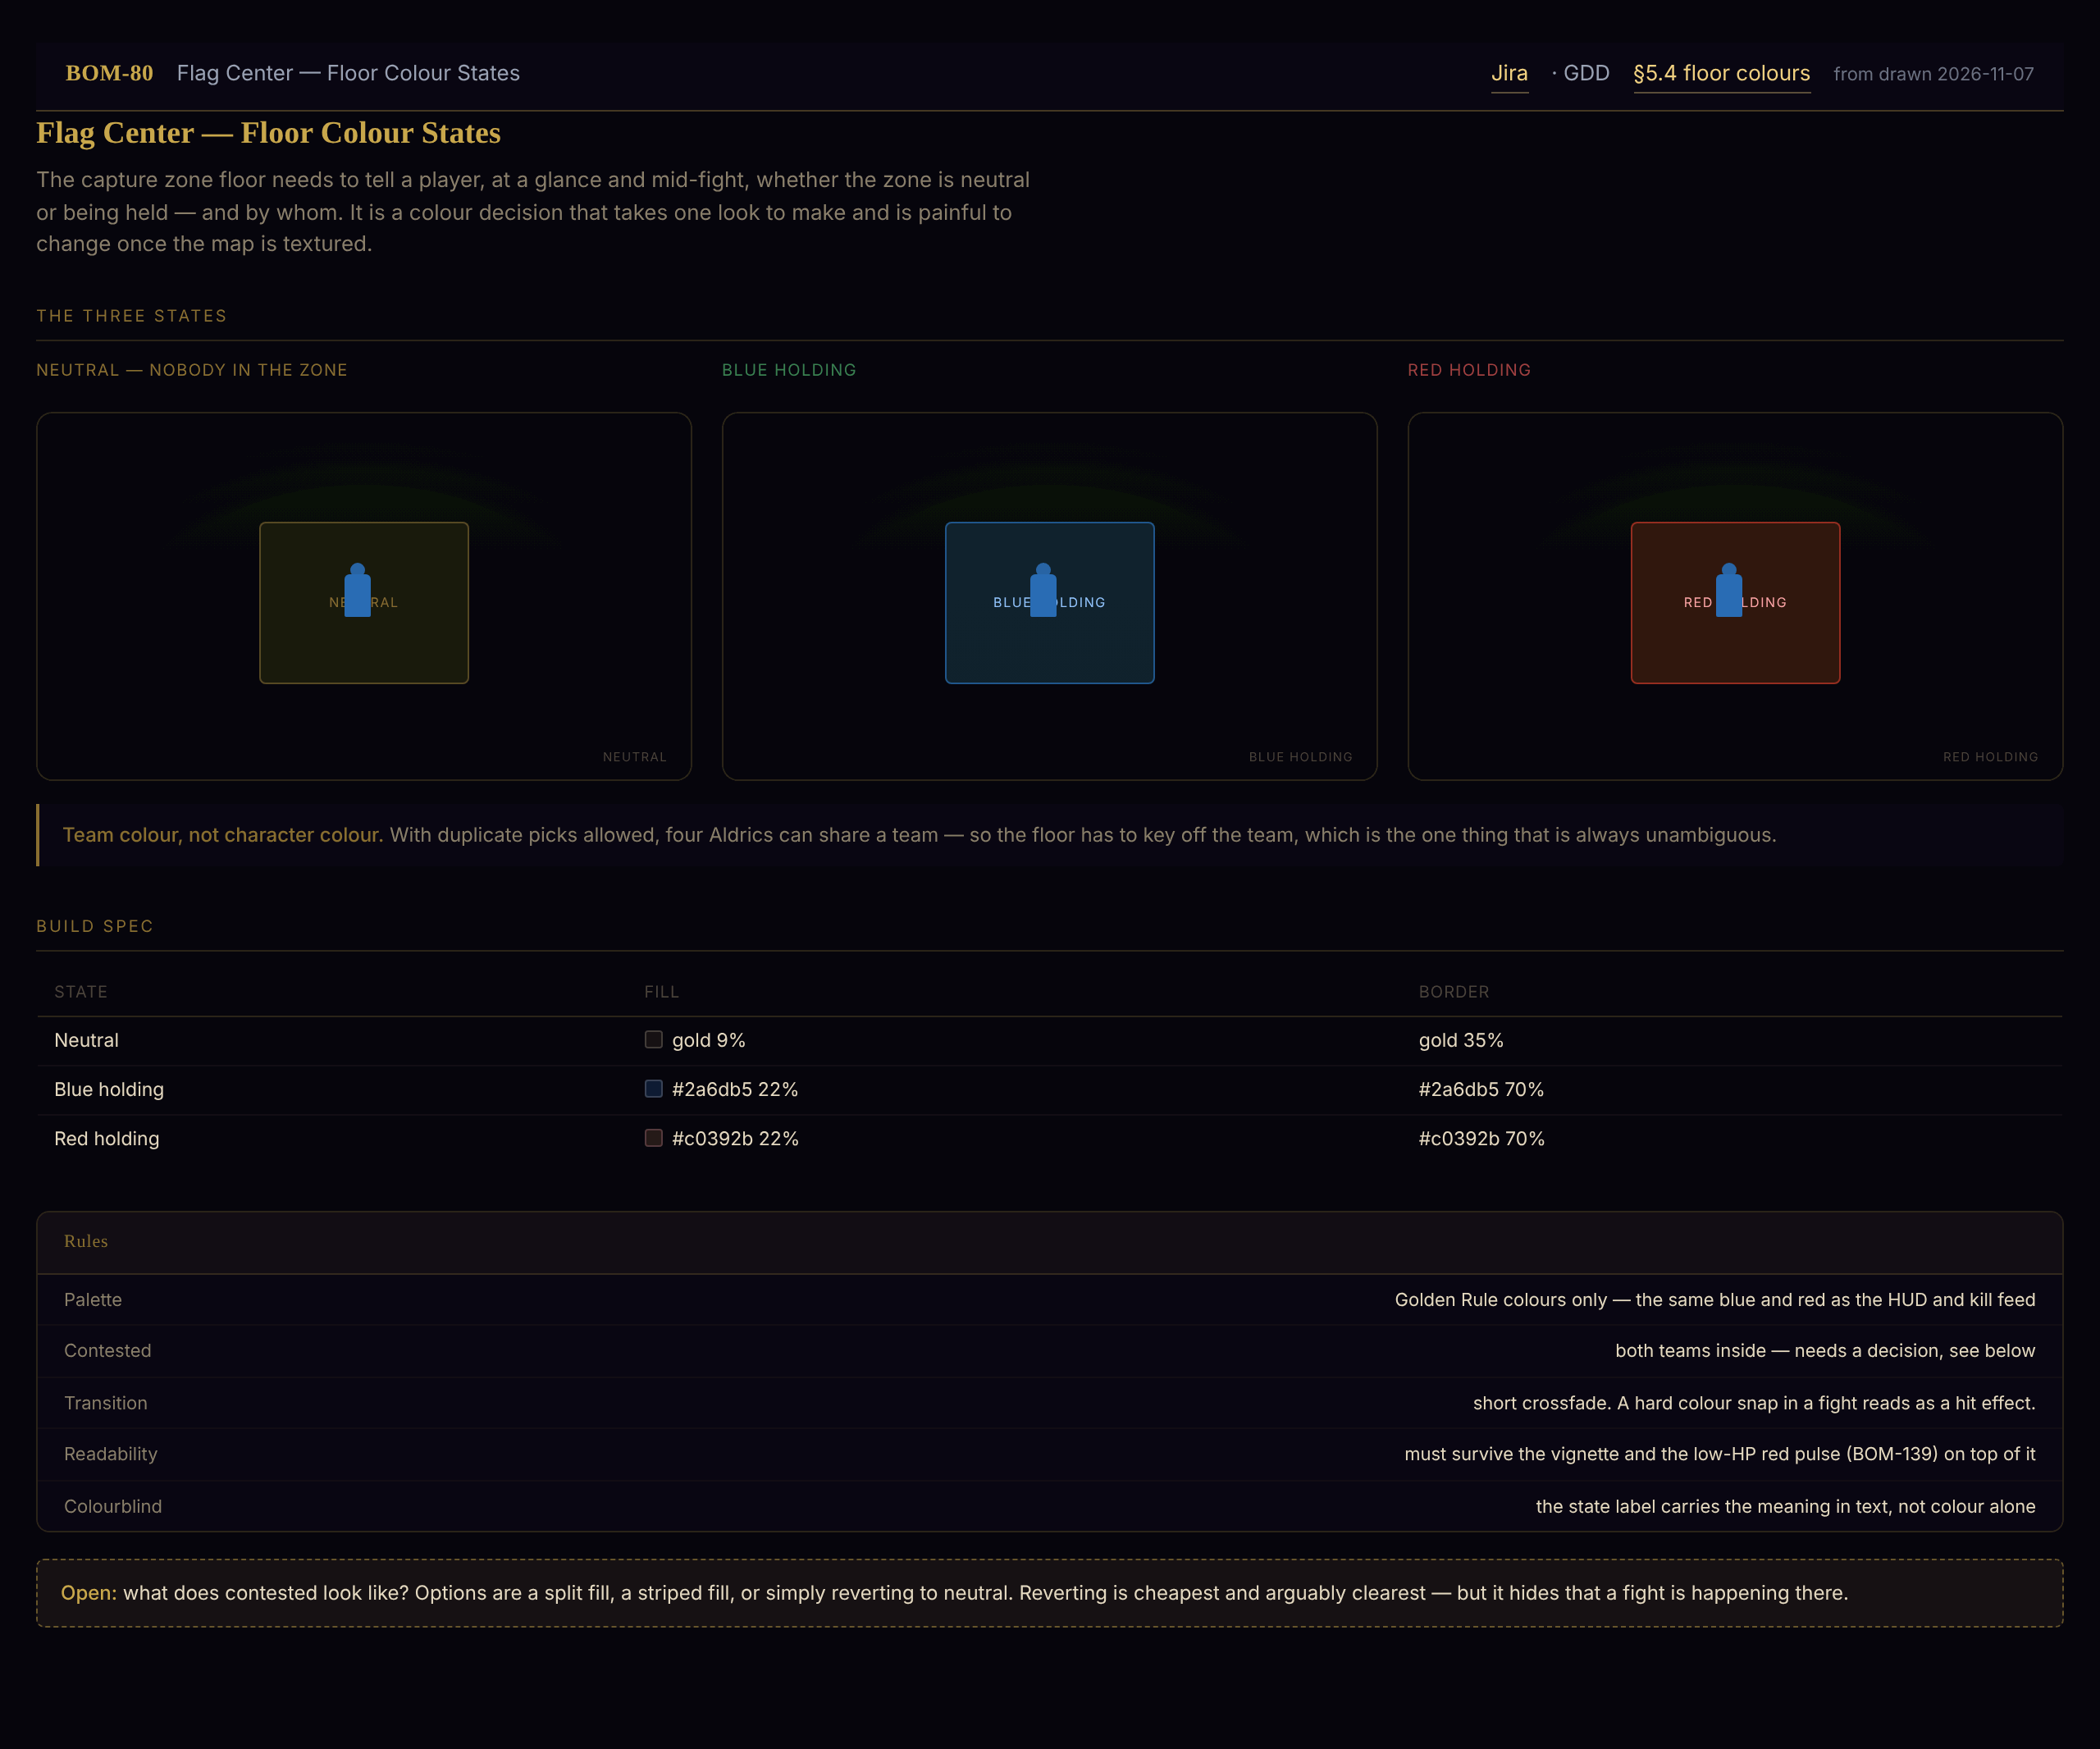 BOM-80 Flag Center — Floor Colour States Jira · GDD §5.4 floor colours from drawn 2026-11-07
Flag Center — Floor Colour States
The capture zone floor needs to tell a player, at a glance and mid-fight, whether the zone is neutral
or being held — and by whom. It is a colour decision that takes one look to make and is painful to
change once the map is textured.
THE THREE STATES
NEUTRAL — NOBODY IN THE ZONE
BLUE HOLDING
RED HOLDING
NEUTRAL
BLUE HOLDING
RED HOLDING
Team colour, not character colour. With duplicate picks allowed, four Aldrics can share a team — so the floor has to key off the team, which is the one thing that is always unambiguous.
BUILD SPEC
STATE FILL BORDER
Neutral gold 9% gold 35%
Blue holding #2a6db5 22% #2a6db5 70%
Red holding #c0392b 22% #c0392b 70%
Rules
Palette Golden Rule colours only — the same blue and red as the HUD and kill feed
Contested both teams inside — needs a decision, see below
Transition short crossfade. A hard colour snap in a fight reads as a hit effect.
Readability must survive the vignette and the low-HP red pulse (BOM-139) on top of it
Colourblind the state label carries the meaning in text, not colour alone
Open: what does contested look like? Options are a split fill, a striped fill, or simply reverting to neutral. Reverting is cheapest and arguably clearest — but it hides that a fight is happening there.